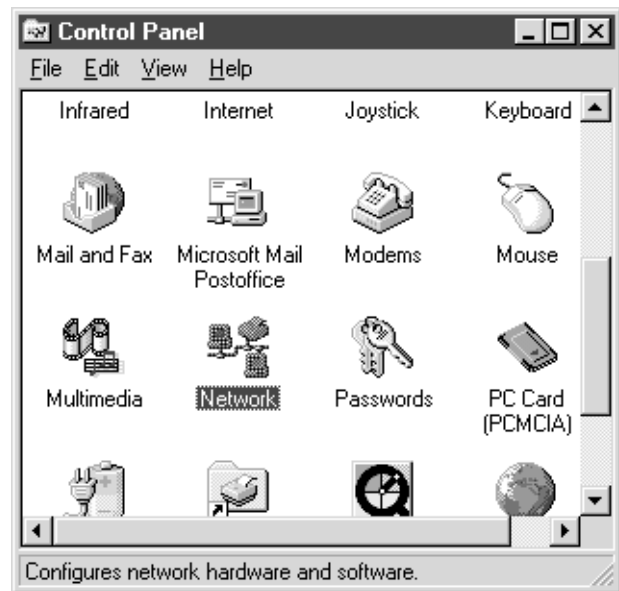 Control Panel
File Edit View Help
Infrared Internet Joystick Keyboard
Mail and Fax Microsoft Mail Postoffice Modems Mouse
Multimedia Network Passwords PC Card (PCMCIA)
Configures network hardware and software.